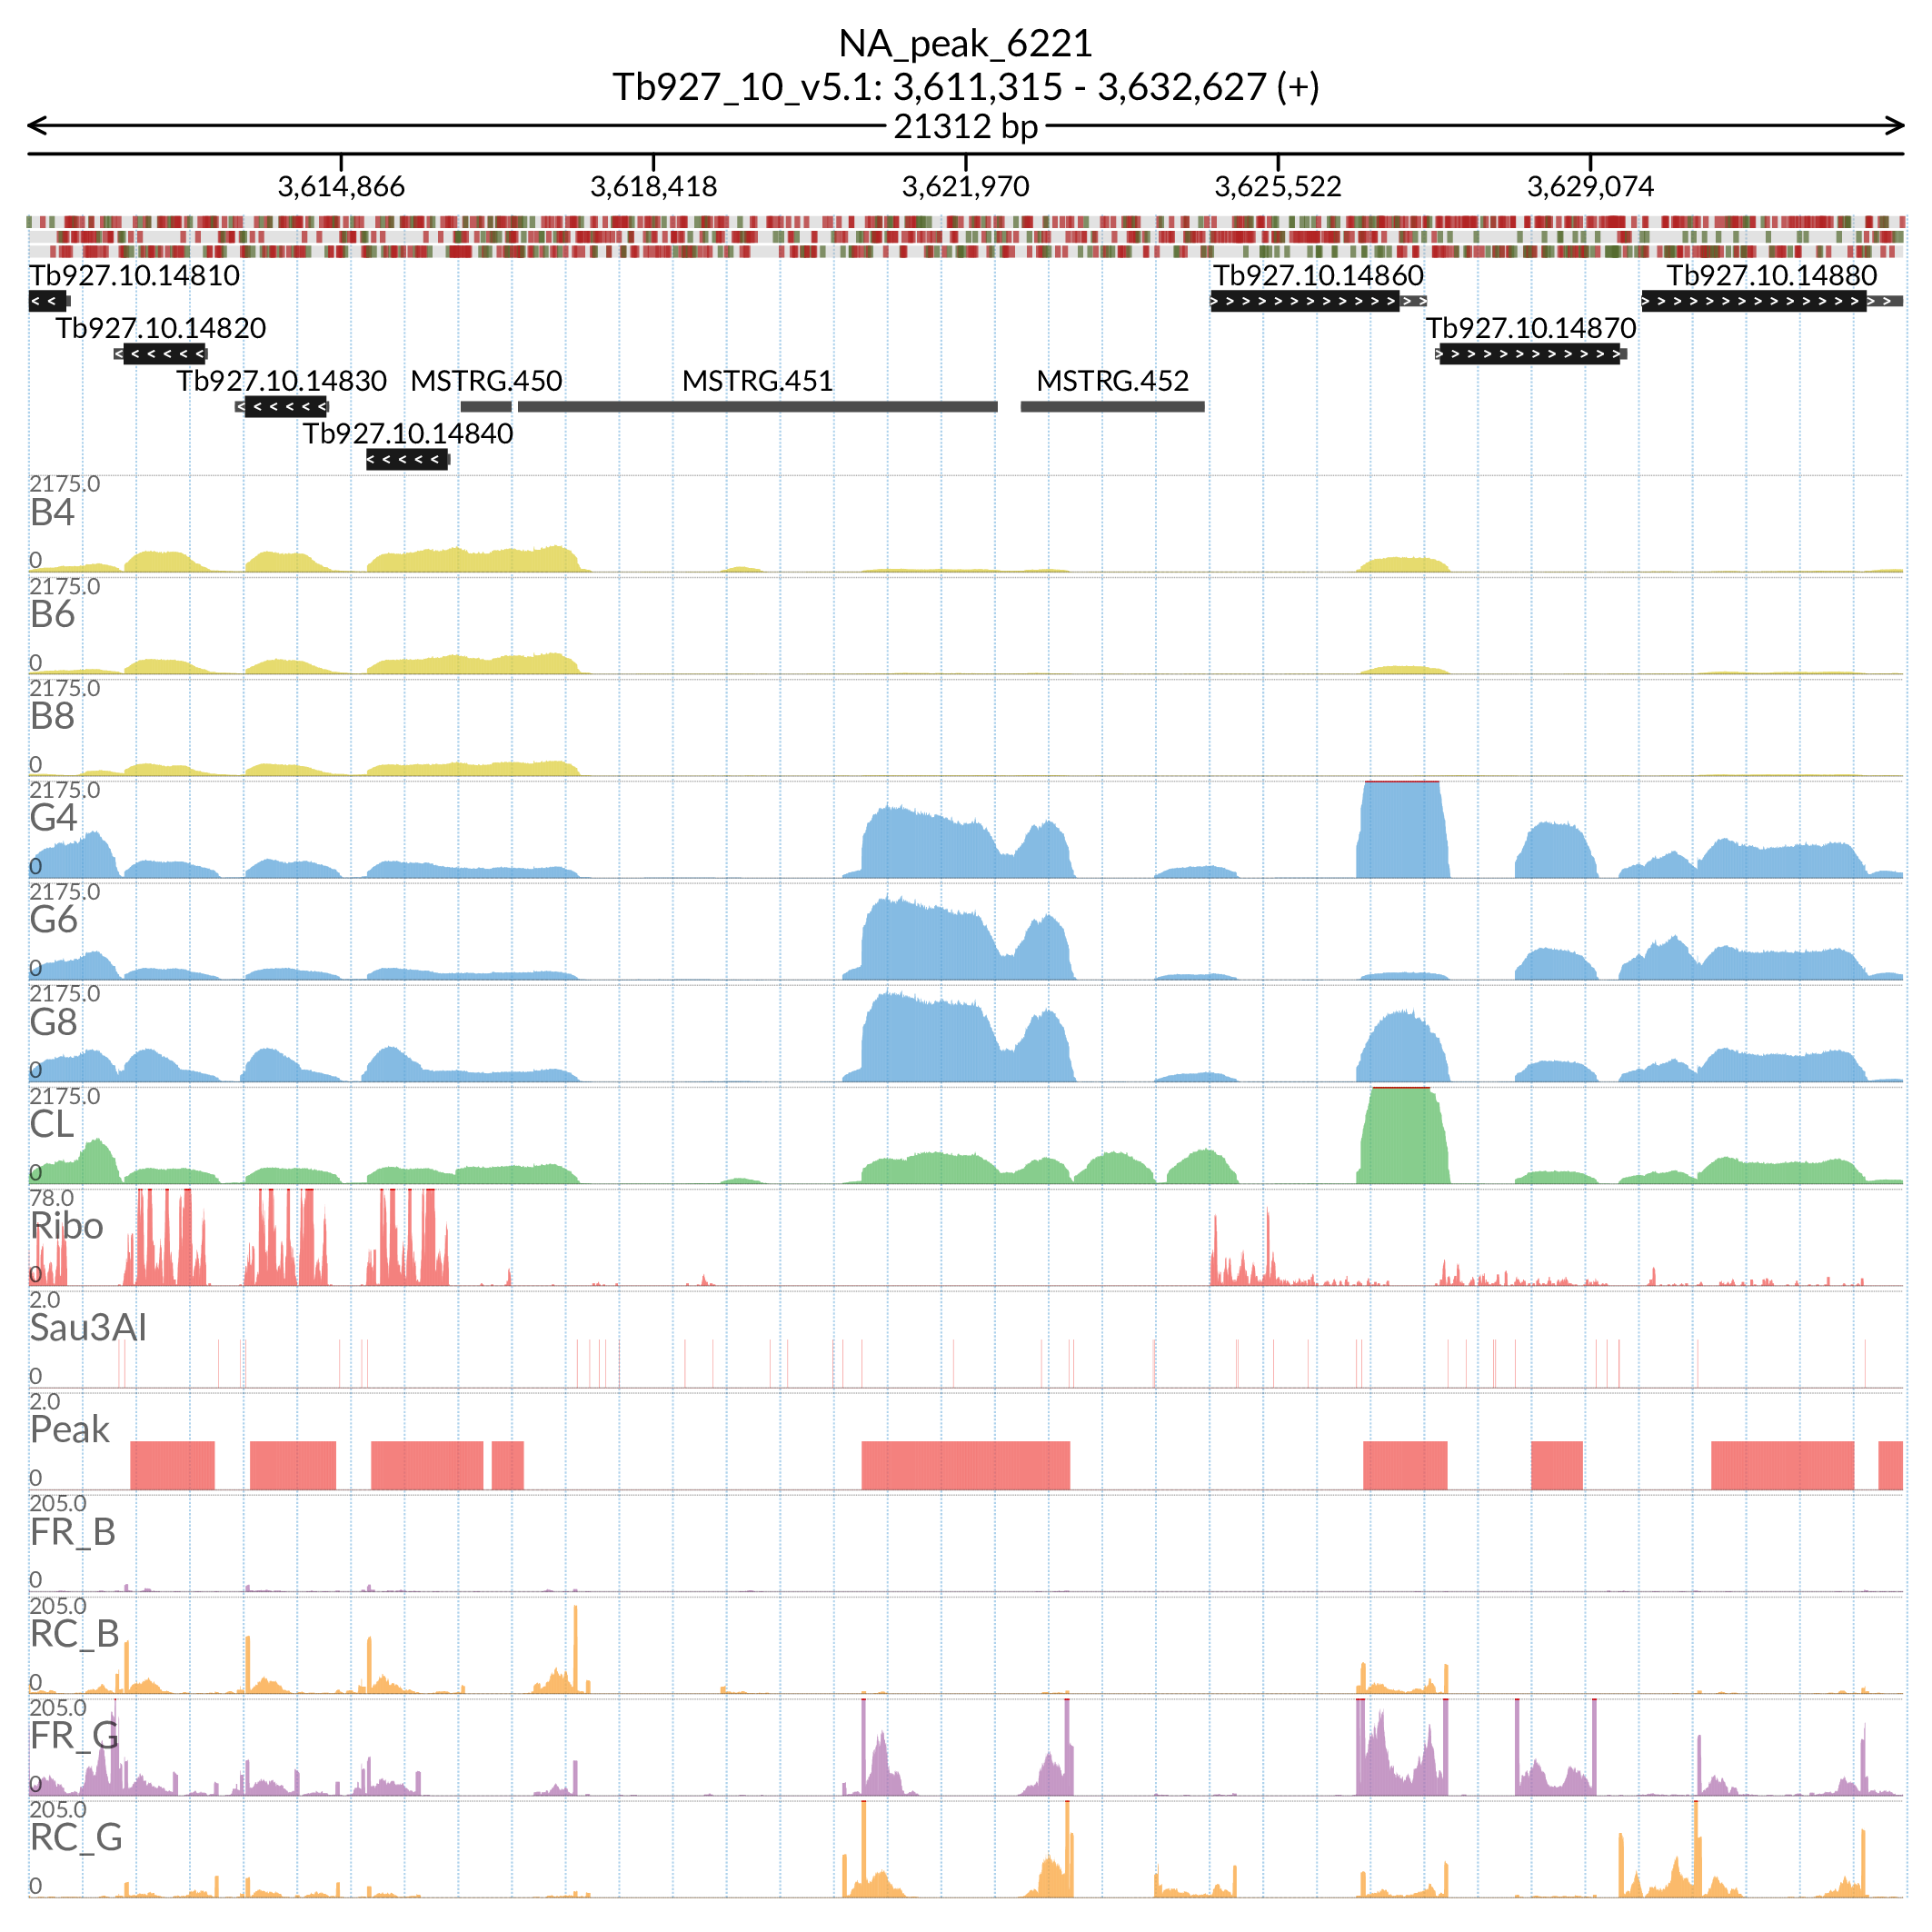 NA_peak_6221
Tb927_10_v5.1: 3,611,315 - 3,632,627 (+)
21312 bp
3,614,866 3,618,418 3,621,970 3,625,522 3,629,074
Tb927.10.14810 Tb927.10.14860 Tb927.10.14880
Tb927.10.14820 Tb927.10.14870
Tb927.10.14830 MSTRG.450 MSTRG.451 MSTRG.452
Tb927.10.14840
2175.0
B4
0
2175.0
B6
0
2175.0
B8
0
2175.0
G4
0
2175.0
G6
0
2175.0
G8
0
2175.0
CL
0
78.0
Ribo
0
2.0
Sau3AI
0
2.0
Peak
0
205.0
FR_B
0
205.0
RC_B
0
205.0
FR_G
0
205.0
RC_G
0